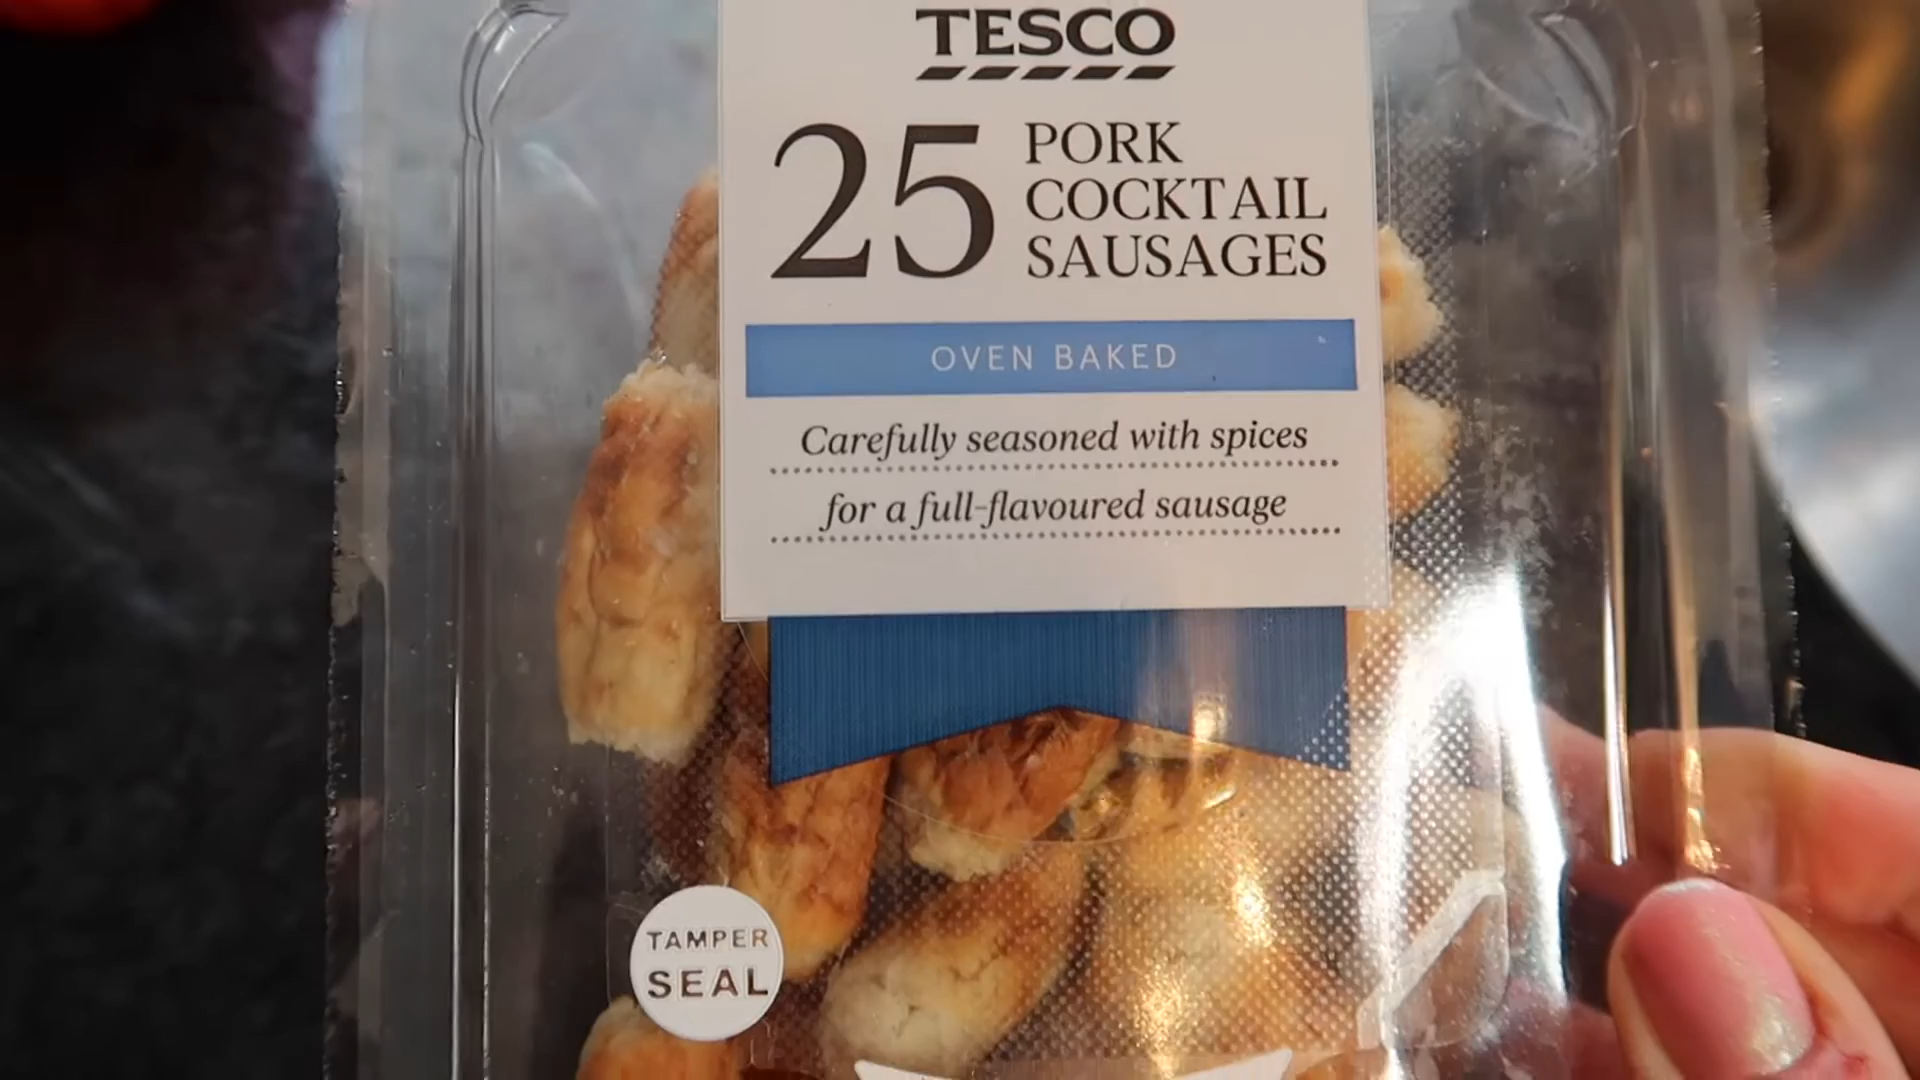 TESCO
25 PORK
COCKTAIL
SAUSAGES
OVEN BAKED
Carefully seasoned with spices
for a full-flavoured sausage
TAMPER
SEAL